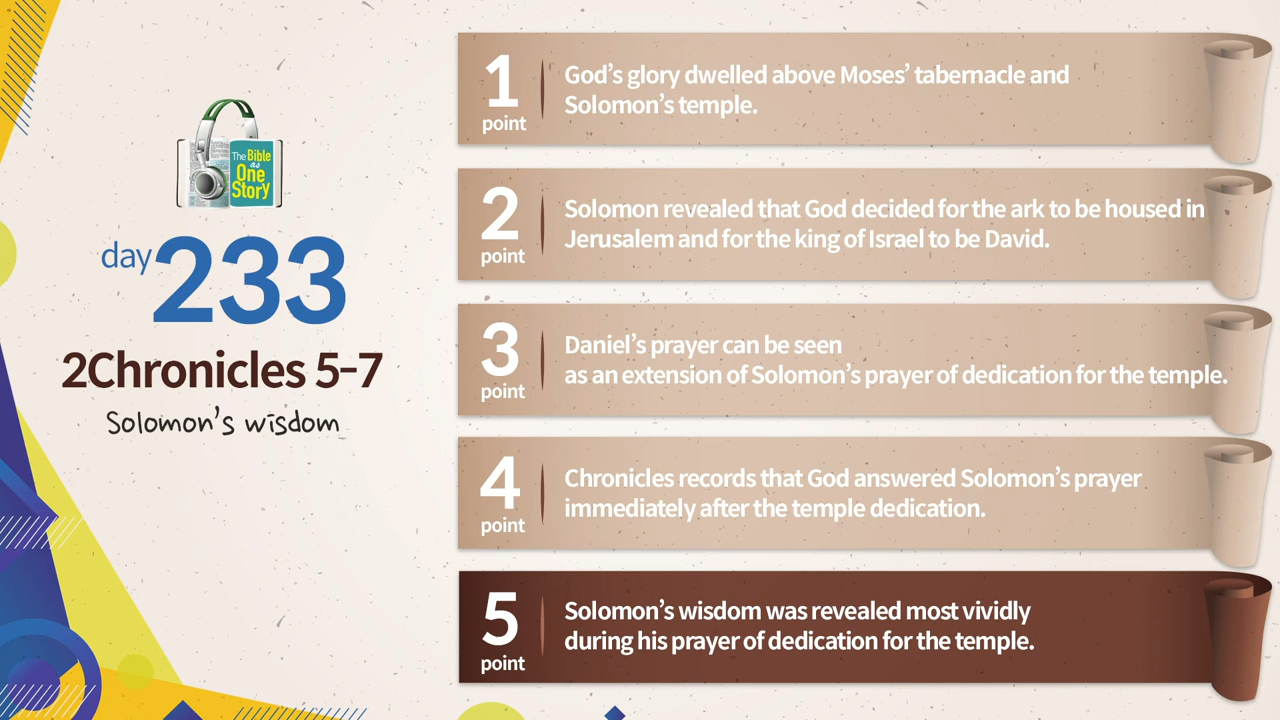 The Bible
as
One
Story
day 233
2Chronicles 5-7
Solomon's wisdom
1
point
God's glory dwelled above Moses' tabernacle and
Solomon's temple.
2
point
Solomon revealed that God decided for the ark to be housed in
Jerusalem and for the king of Israel to be David.
3
point
Daniel's prayer can be seen
as an extension of Solomon's prayer of dedication for the temple.
4
point
Chronicles records that God answered Solomon's prayer
immediately after the temple dedication.
5
point
Solomon's wisdom was revealed most vividly
during his prayer of dedication for the temple.